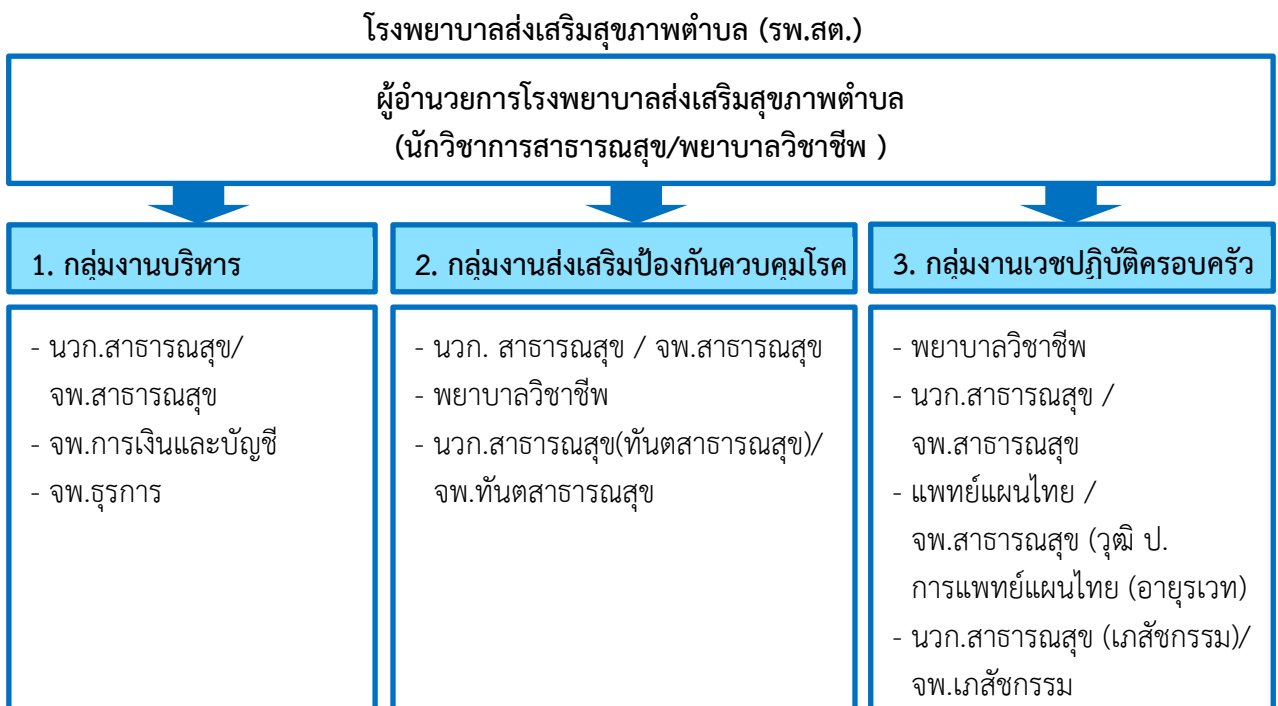 โรงพยาบาลส่งเสริมสุขภาพตำบล (รพ.สต.)
ผู้อำนวยการโรงพยาบาลส่งเสริมสุขภาพตำบล
(นักวิชาการสาธารณสุข/พยาบาลวิชาชีพ )
1. กลุ่มงานบริหาร
- นวก.สาธารณสุข/
จพ.สาธารณสุข
- จพ.การเงินและบัญชี
- จพ.ธุรการ
2. กลุ่มงานส่งเสริมป้องกันควบคุมโรค
- นวก. สาธารณสุข / จพ.สาธารณสุข
- พยาบาลวิชาชีพ
- นวก.สาธารณสุข(ทันตสาธารณสุข)/
จพ.ทันตสาธารณสุข
3. กลุ่มงานเวชปฏิบัติครอบครัว
- พยาบาลวิชาชีพ
- นวก.สาธารณสุข /
จพ.สาธารณสุข
- แพทย์แผนไทย /
จพ.สาธารณสุข (วุฒิ ป.
การแพทย์แผนไทย (อายุรเวท)
- นวก.สาธารณสุข (เภสัชกรรม)/
จพ.เภสัชกรรม